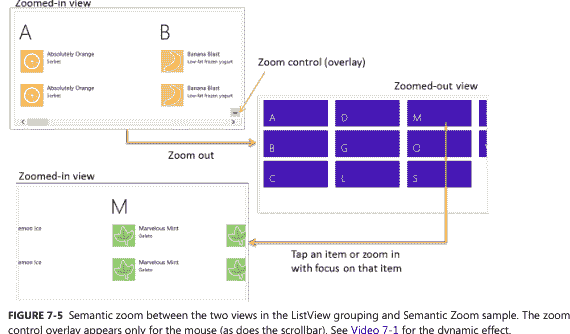 Zoomed-in view
A
B
Absolutely Orange
Sorbet
Banana Blast
Low-fat frozen yogurt
Absolutely Orange
Sorbet
Banana Blast
Low-fat frozen yogurt
Zoom control (overlay)
Zoomed-out view
A
D
M
B
G
O
C
L
S
Zoom out
Zoomed-in view
M
emon Ice
Marvelous Mint
Gelato
emon Ice
Marvelous Mint
Gelato
Tap an item or zoom in
with focus on that item
FIGURE 7-5 Semantic zoom between the two views in the ListView grouping and Semantic Zoom sample. The zoom
control overlay appears only for the mouse (as does the scrollbar). See Video 7-1 for the dynamic effect.